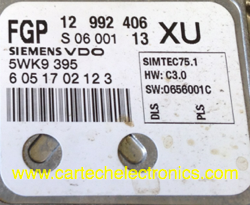 FGP 12 992 406 XU
S 06 001 13
SIEMENS VDO
5WK9 395
6 05 17 02 12 3
SIMTEC75.1
HW: C3.0
SW:0656001C
DLS
PLS
www.cartechelectronics.com